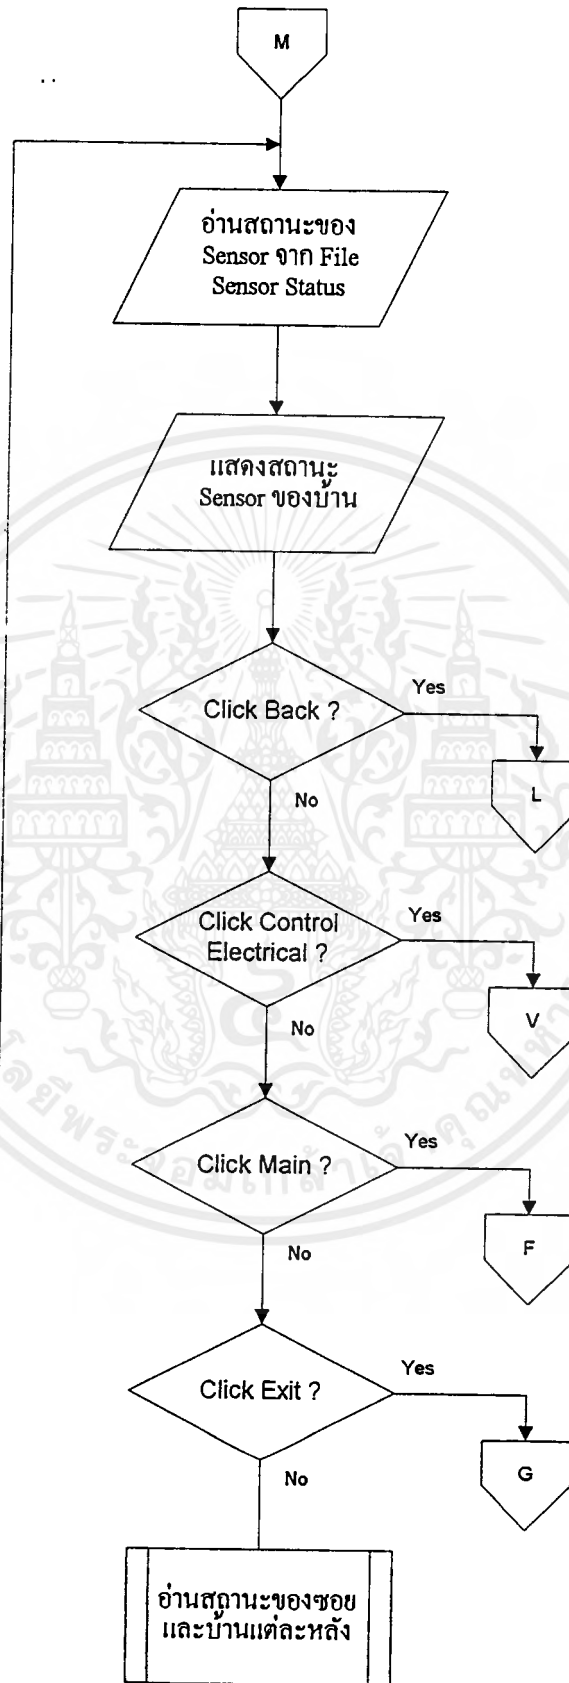 M
อ่านสถานะของ
Sensor จาก File
Sensor Status
แสดงสถานะ
Sensor ของบ้าน
Click Back ?
Yes
L
No
Click Control
Electrical ?
Yes
V
No
Click Main ?
Yes
F
No
Click Exit ?
Yes
G
No
อ่านสถานะของซอย
และบ้านแต่ละหลัง